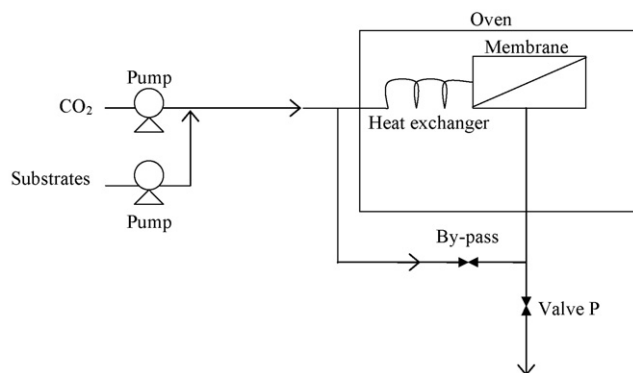 Oven
Membrane
Pump
CO₂
Heat exchanger
Substrates
Pump
By-pass
Valve P